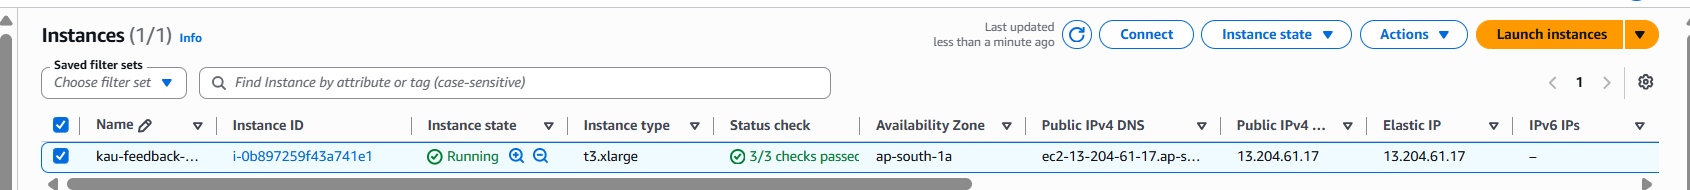 Instances (1/1) Info
Last updated
less than a minute ago
Connect
Instance state
Actions
Launch instances
Saved filter sets
Choose filter set
Find Instance by attribute or tag (case-sensitive)
1
Name Instance ID Instance state Instance type Status check Availability Zone Public IPv4 DNS Public IPv4 ... Elastic IP IPv6 IPs
kau-feedback-... i-0b897259f43a741e1 Running t3.xlarge 3/3 checks passed ap-south-1a ec2-13-204-61-17.ap-s... 13.204.61.17 13.204.61.17 –